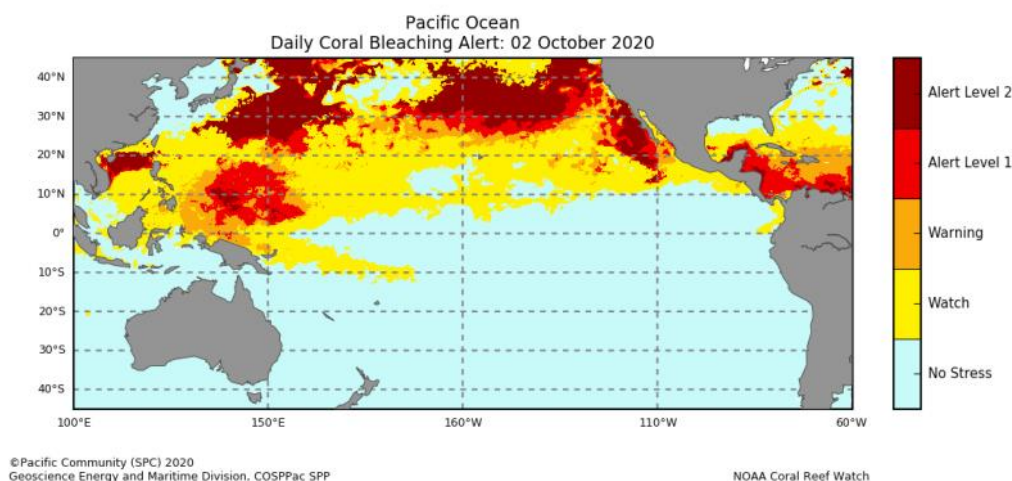 Pacific Ocean
Daily Coral Bleaching Alert: 02 October 2020
40°N
30°N
20°N
10°N
0°
10°S
20°S
30°S
40°S
100°E
150°E
160°W
110°W
60°W
Alert Level 2
Alert Level 1
Warning
Watch
No Stress
©Pacific Community (SPC) 2020
Geoscience Energy and Maritime Division, COSPPac SPP
NOAA Coral Reef Watch